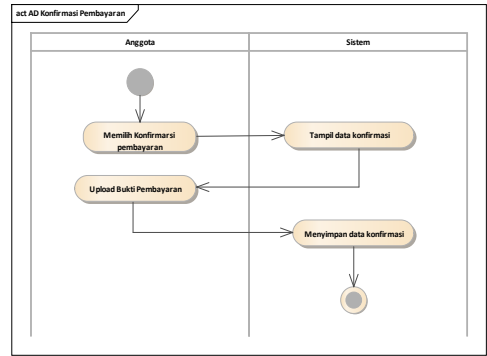 act AD Konfirmasi Pembayaran
Anggota
Sistem
Memilih Konfirmarsi
pembayaran
Tampil data konfirmasi
Upload Bukti Pembayaran
Menyimpan data konfirmasi